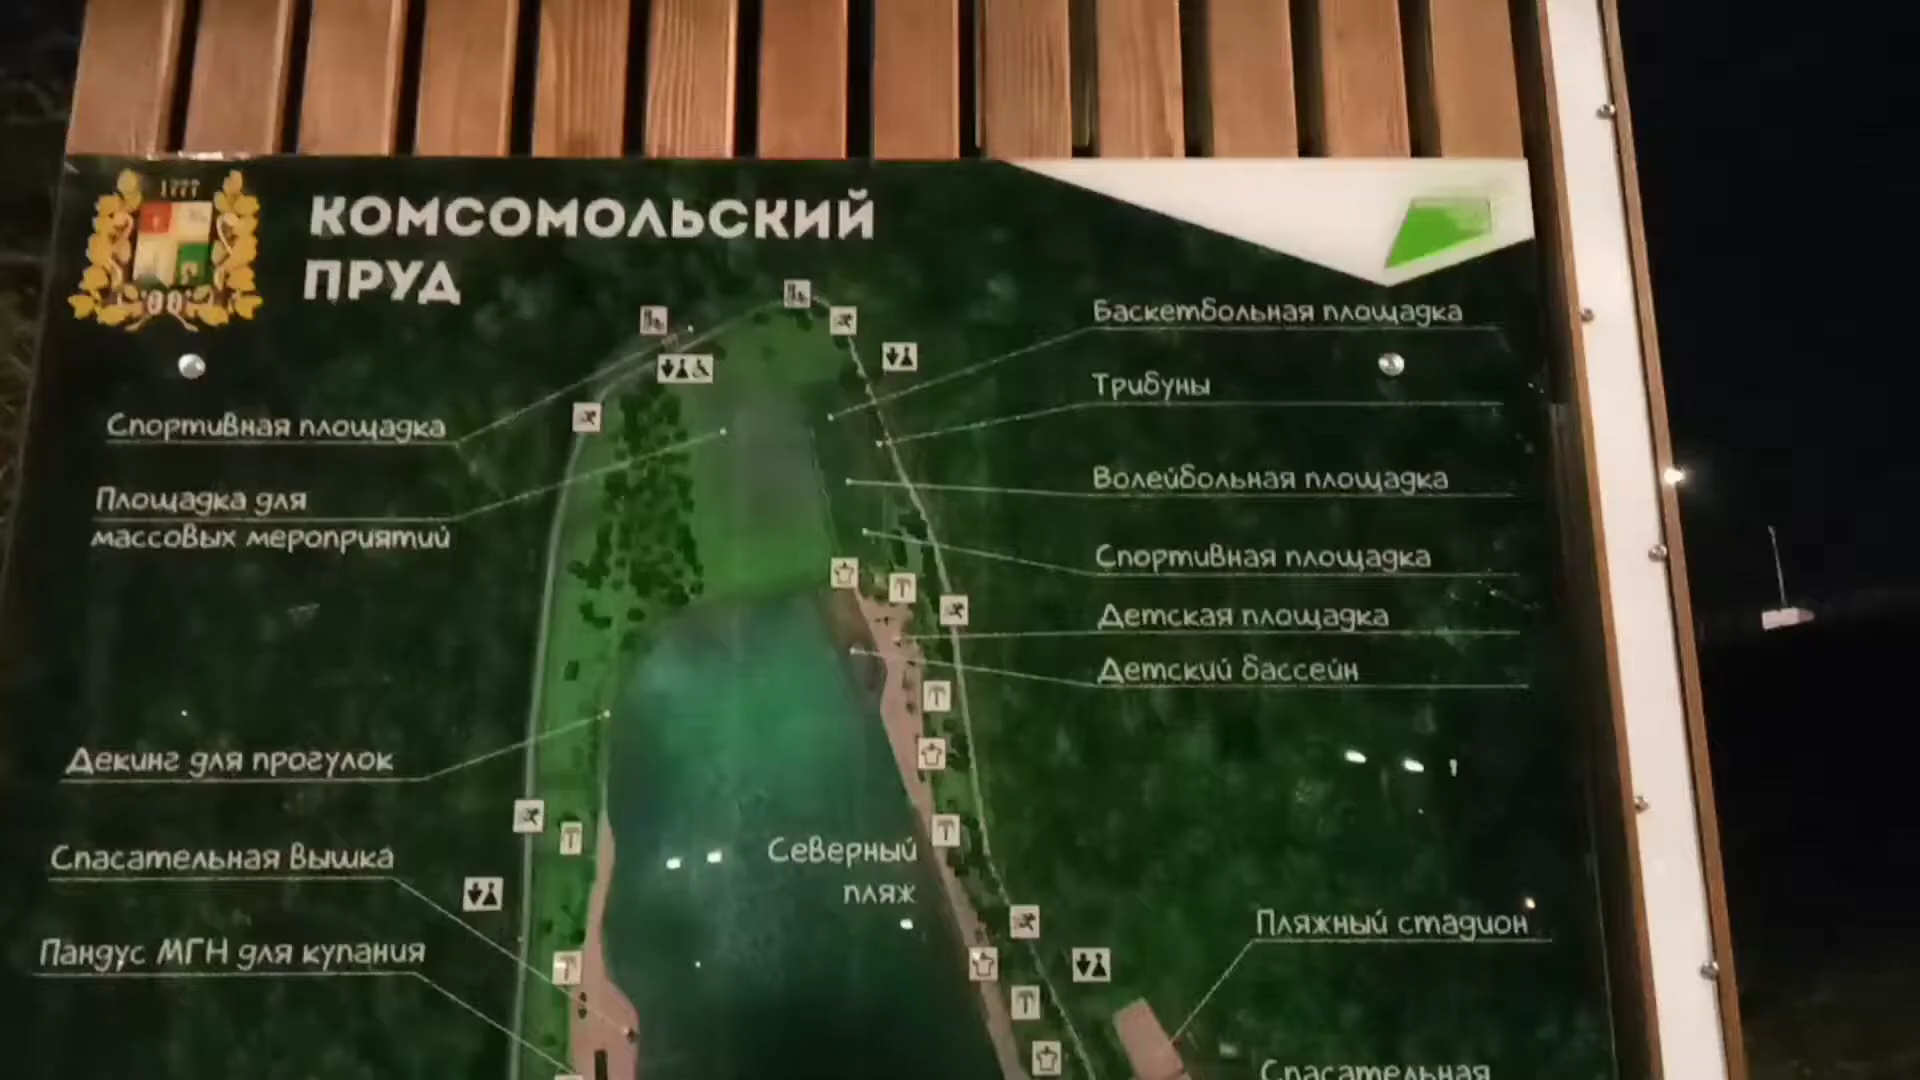 1777
КОМСОМОЛЬСКИЙ
ПРУД
Баскетбольная площадка
Трибуны
Спортивная площадка
Волейбольная площадка
Площадка для
массовых мероприятий
Спортивная площадка
Детская площадка
Детский бассейн
Декинг для прогулок
Северный
пляж
Спасательная вышка
Пляжный стадион
Пандус МГН для купания
Спасательная